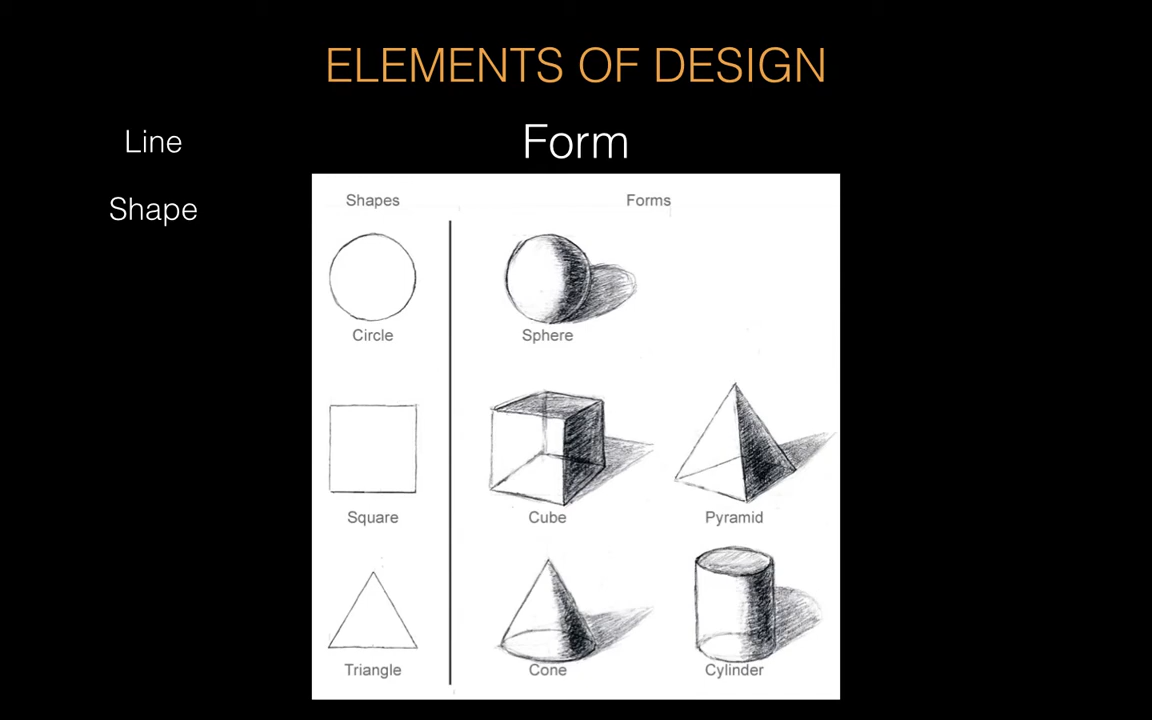 ELEMENTS OF DESIGN
Line
Form
Shape
Shapes
Forms
Circle
Sphere
Square
Cube
Pyramid
Triangle
Cone
Cylinder